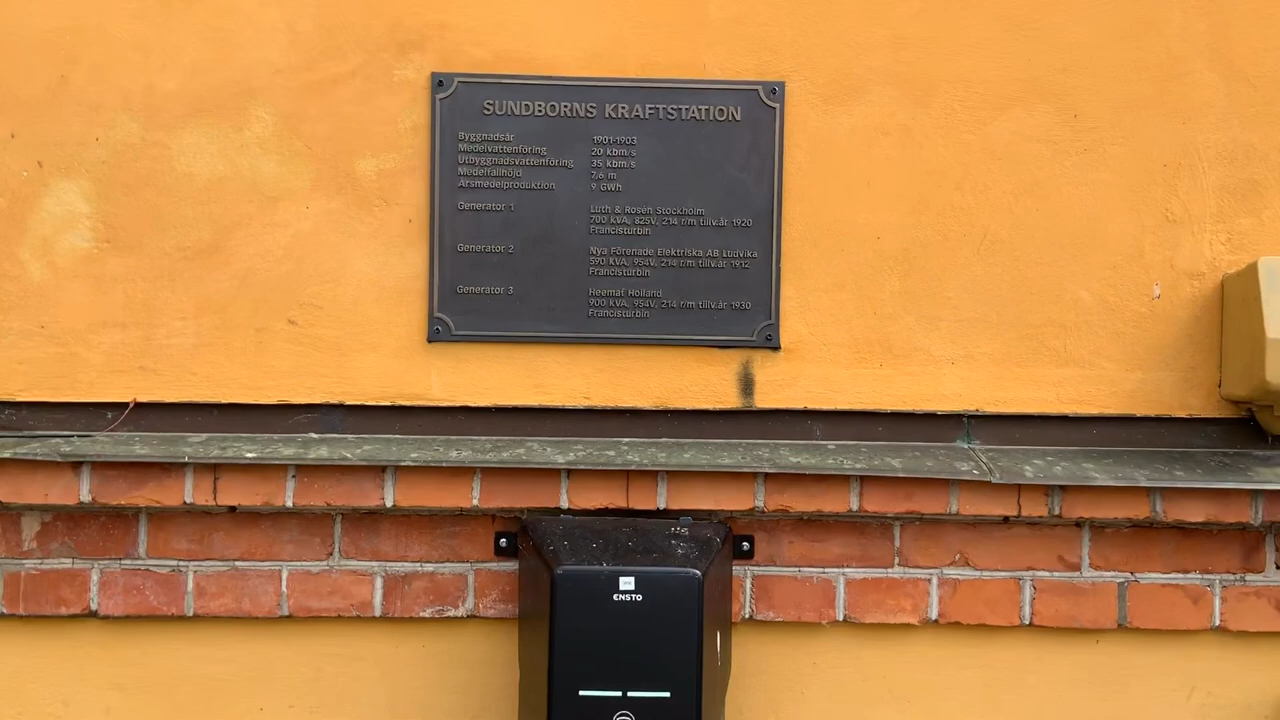 SUNDBORNS KRAFTSTATION
Byggnadsår 1901-1903
Medelvattenföring 20 kbm/s
Utbyggnadsvattenföring 35 kbm/s
Medelfallhöjd 7,6 m
Årsmedelproduktion 9 GWh
Generator 1 Luth & Rosén Stockholm
700 kVA, 825V, 214 r/m tillv.år 1920
Francisturbin
Generator 2 Nya Förenade Elektriska AB Ludvika
590 kVA, 954V, 214 r/m tillv.år 1912
Francisturbin
Generator 3 Heemaf Holland
900 kVA, 954V, 214 r/m tillv.år 1930
Francisturbin
ENSTO